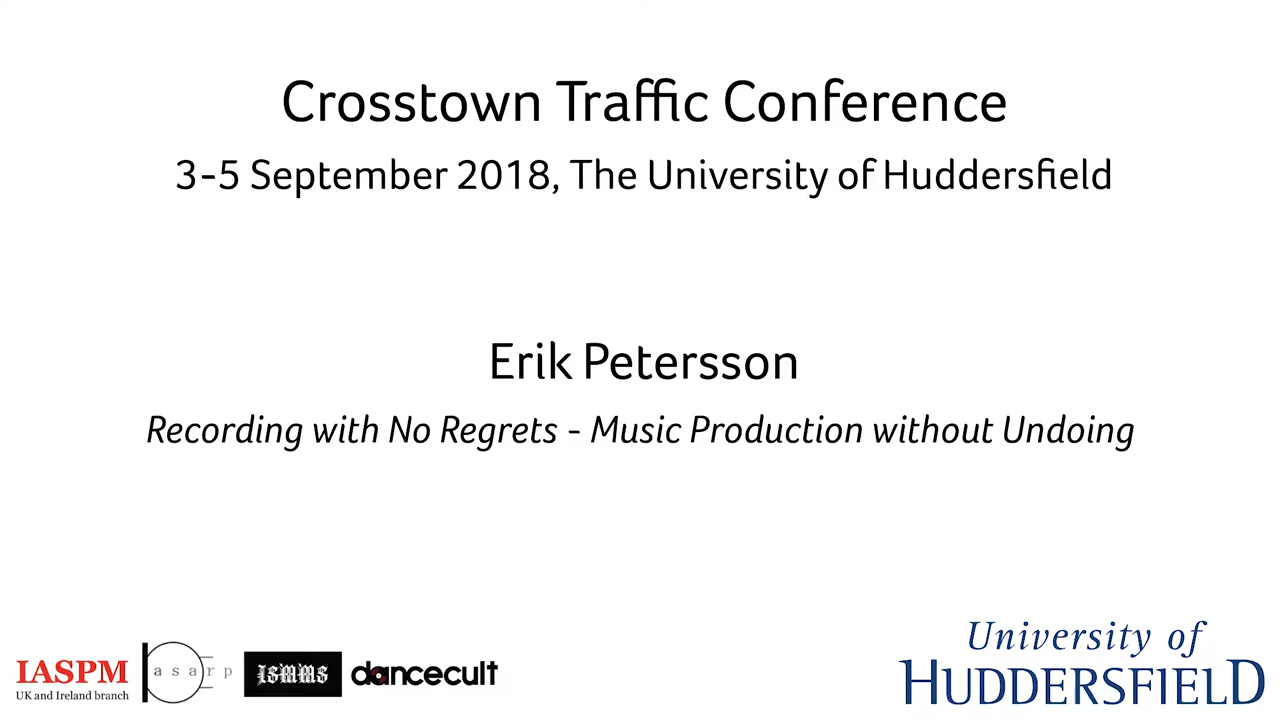 Crosstown Traffic Conference
3-5 September 2018, The University of Huddersfield
Erik Petersson
Recording with No Regrets - Music Production without Undoing
IASPM
UK and Ireland branch
asarp
ISMMS
dancecult
University of
HUDDERSFIELD